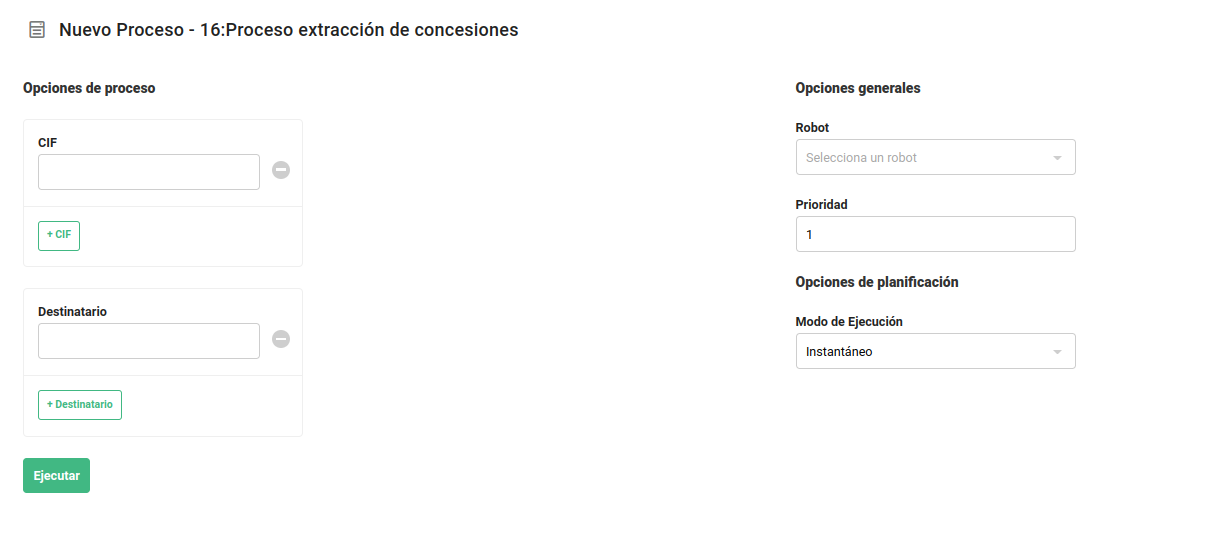 Nuevo Proceso - 16:Proceso extracción de concesiones
Opciones de proceso
CIF
+ CIF
Destinatario
+ Destinatario
Ejecutar
Opciones generales
Robot
Selecciona un robot
Prioridad
1
Opciones de planificación
Modo de Ejecución
Instantáneo